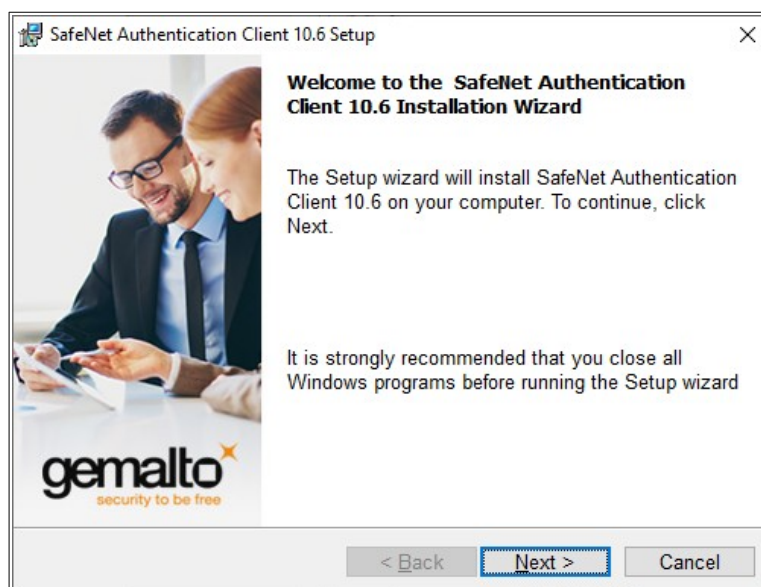 SafeNet Authentication Client 10.6 Setup
Welcome to the  SafeNet Authentication
Client 10.6 Installation Wizard
The Setup wizard will install SafeNet Authentication
Client 10.6 on your computer. To continue, click
Next.
It is strongly recommended that you close all
Windows programs before running the Setup wizard
gemalto
security to be free
< Back
Next >
Cancel